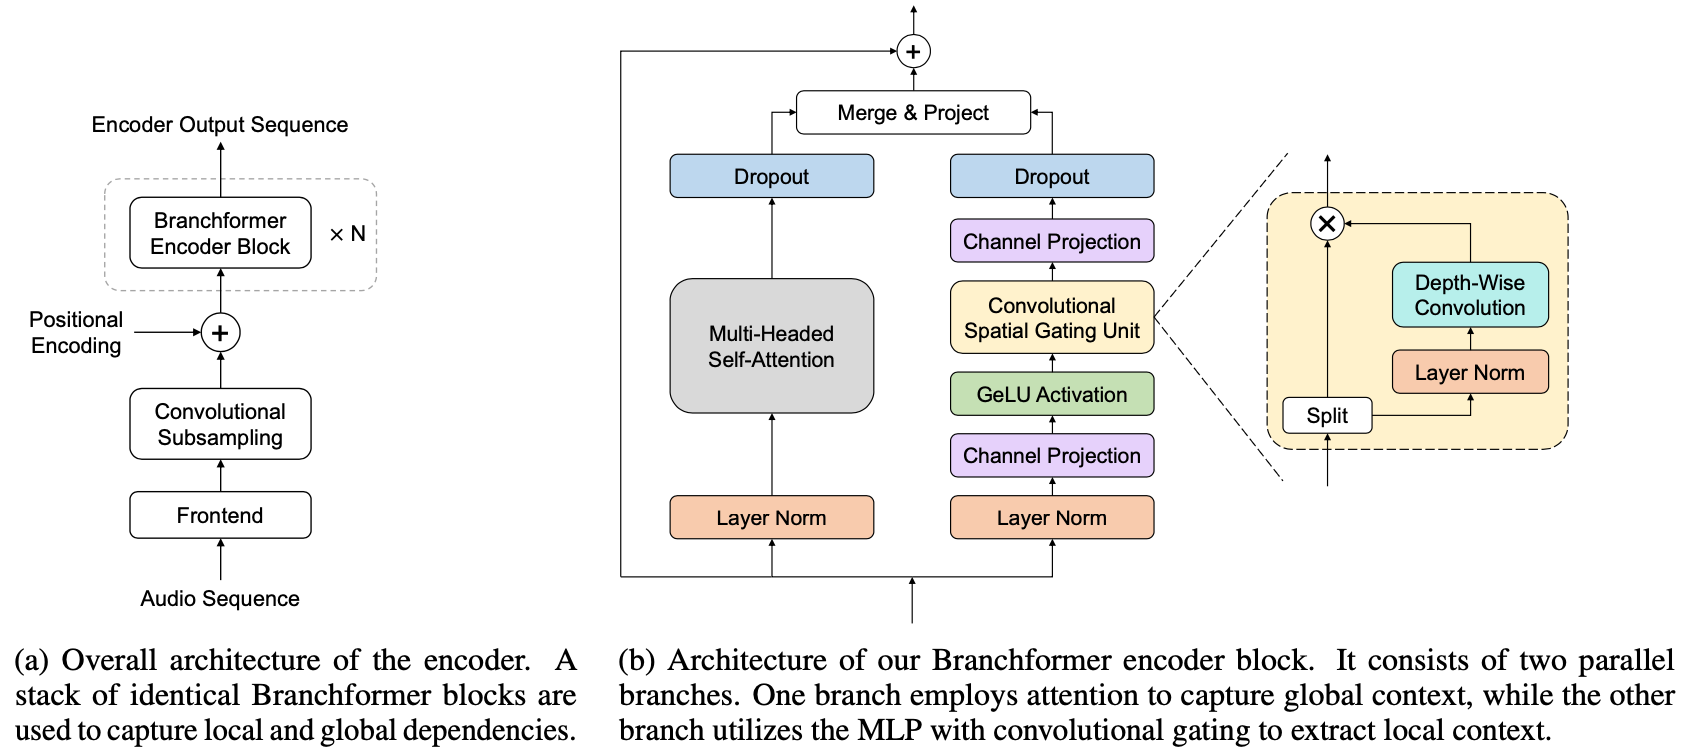 Encoder Output Sequence
Branchformer
Encoder Block
× N
Positional
Encoding
+
Convolutional
Subsampling
Frontend
Audio Sequence
(a) Overall architecture of the encoder. A
stack of identical Branchformer blocks are
used to capture local and global dependencies.
+
Merge & Project
Dropout
Multi-Headed
Self-Attention
Layer Norm
Dropout
Channel Projection
Convolutional
Spatial Gating Unit
GeLU Activation
Channel Projection
Layer Norm
×
Depth-Wise
Convolution
Layer Norm
Split
(b) Architecture of our Branchformer encoder block. It consists of two parallel
branches. One branch employs attention to capture global context, while the other
branch utilizes the MLP with convolutional gating to extract local context.